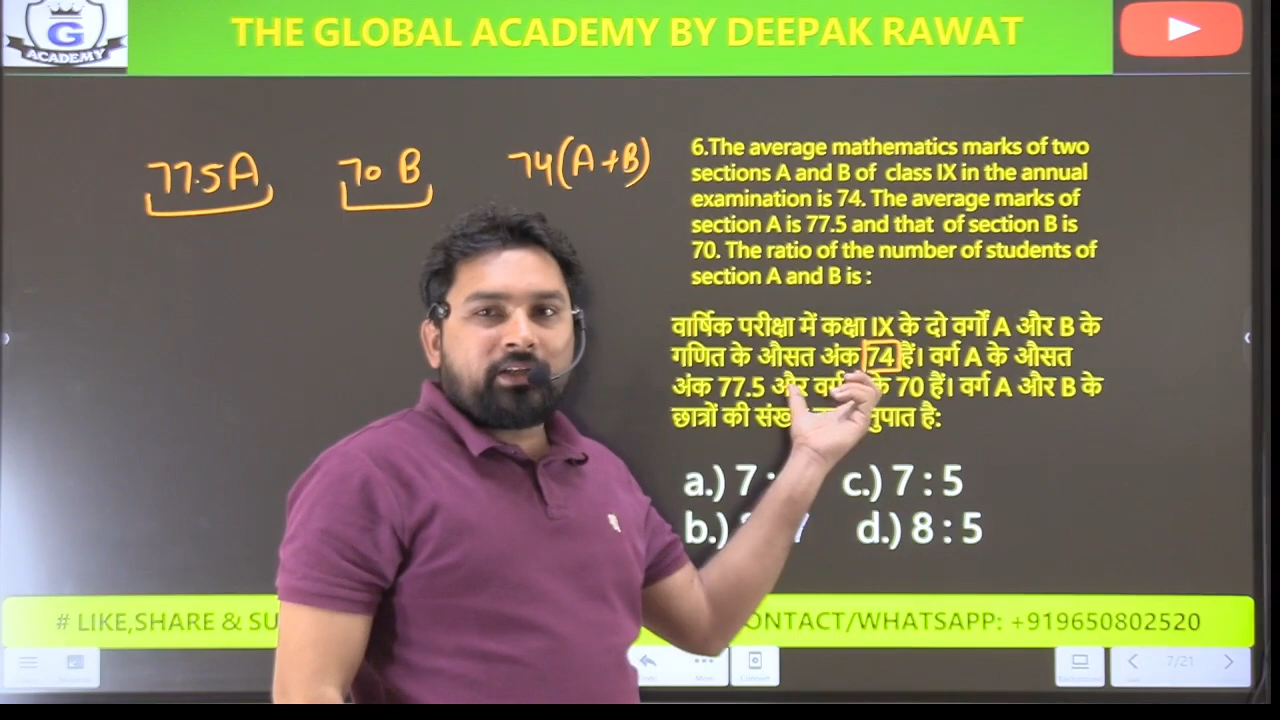 G
ACADEMY
THE GLOBAL ACADEMY BY DEEPAK RAWAT
77.5A 70 B 74(A+B)
6.The average mathematics marks of two
sections A and B of class IX in the annual
examination is 74. The average marks of
section A is 77.5 and that of section B is
70. The ratio of the number of students of
section A and B is :
वार्षिक परीक्षा में कक्षा IX के दो वर्गों A और B के
गणित के औसत अंक 74 हैं। वर्ग A के औसत
अंक 77.5 और वर्ग के 70 हैं। वर्ग A और B के
छात्रों की है:
a.) 7 : c.) 7 : 5
b.) 7 d.) 8 : 5
# LIKE,SHARE & CONTACT/WHATSAPP: +919650802520
More
7/21